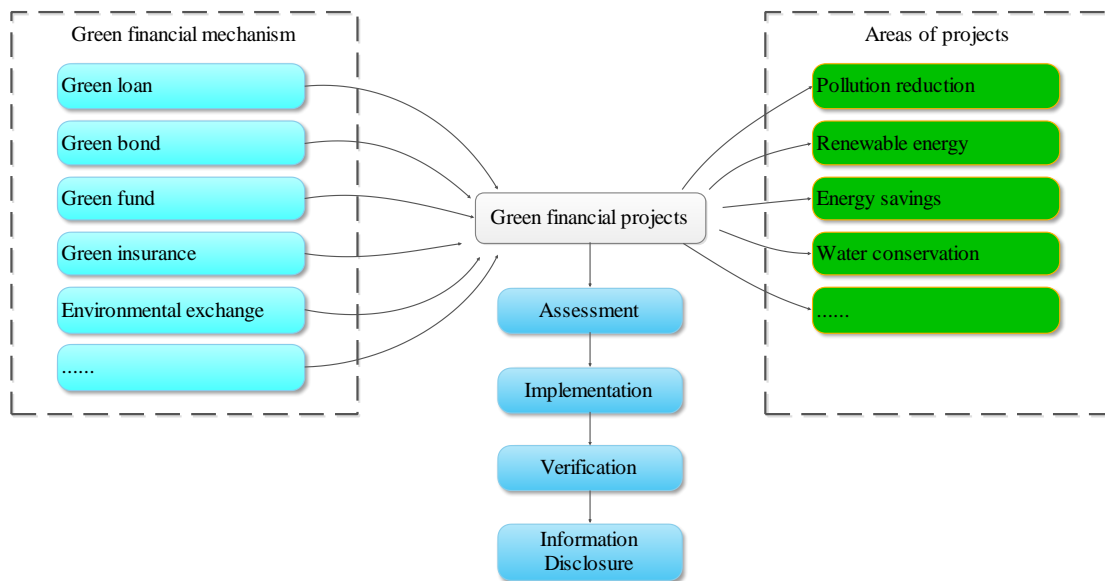 Green financial mechanism
Green loan
Green bond
Green fund
Green insurance
Environmental exchange
......
Green financial projects
Assessment
Implementation
Verification
Information
Disclosure
Areas of projects
Pollution reduction
Renewable energy
Energy savings
Water conservation
......